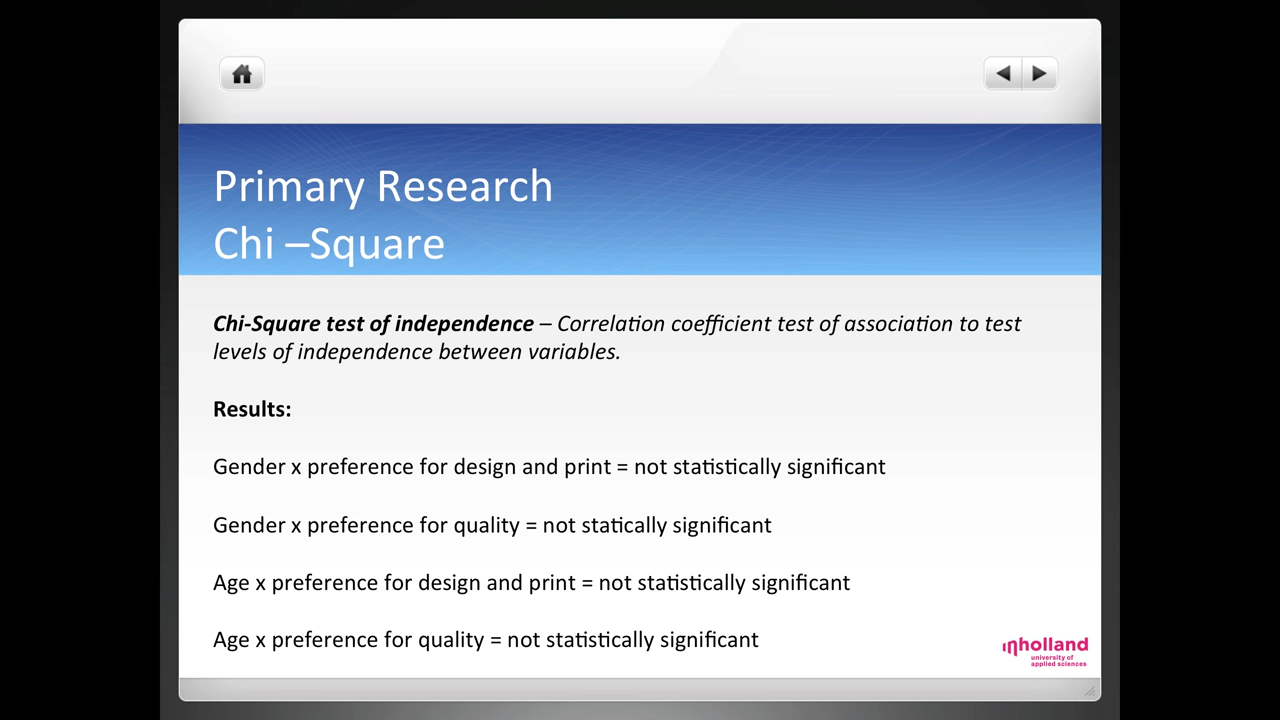 Primary Research
Chi –Square
Chi-Square test of independence – Correlation coefficient test of association to test
levels of independence between variables.
Results:
Gender x preference for design and print = not statistically significant
Gender x preference for quality = not statically significant
Age x preference for design and print = not statistically significant
Age x preference for quality = not statistically significant
inholland
university of
applied sciences